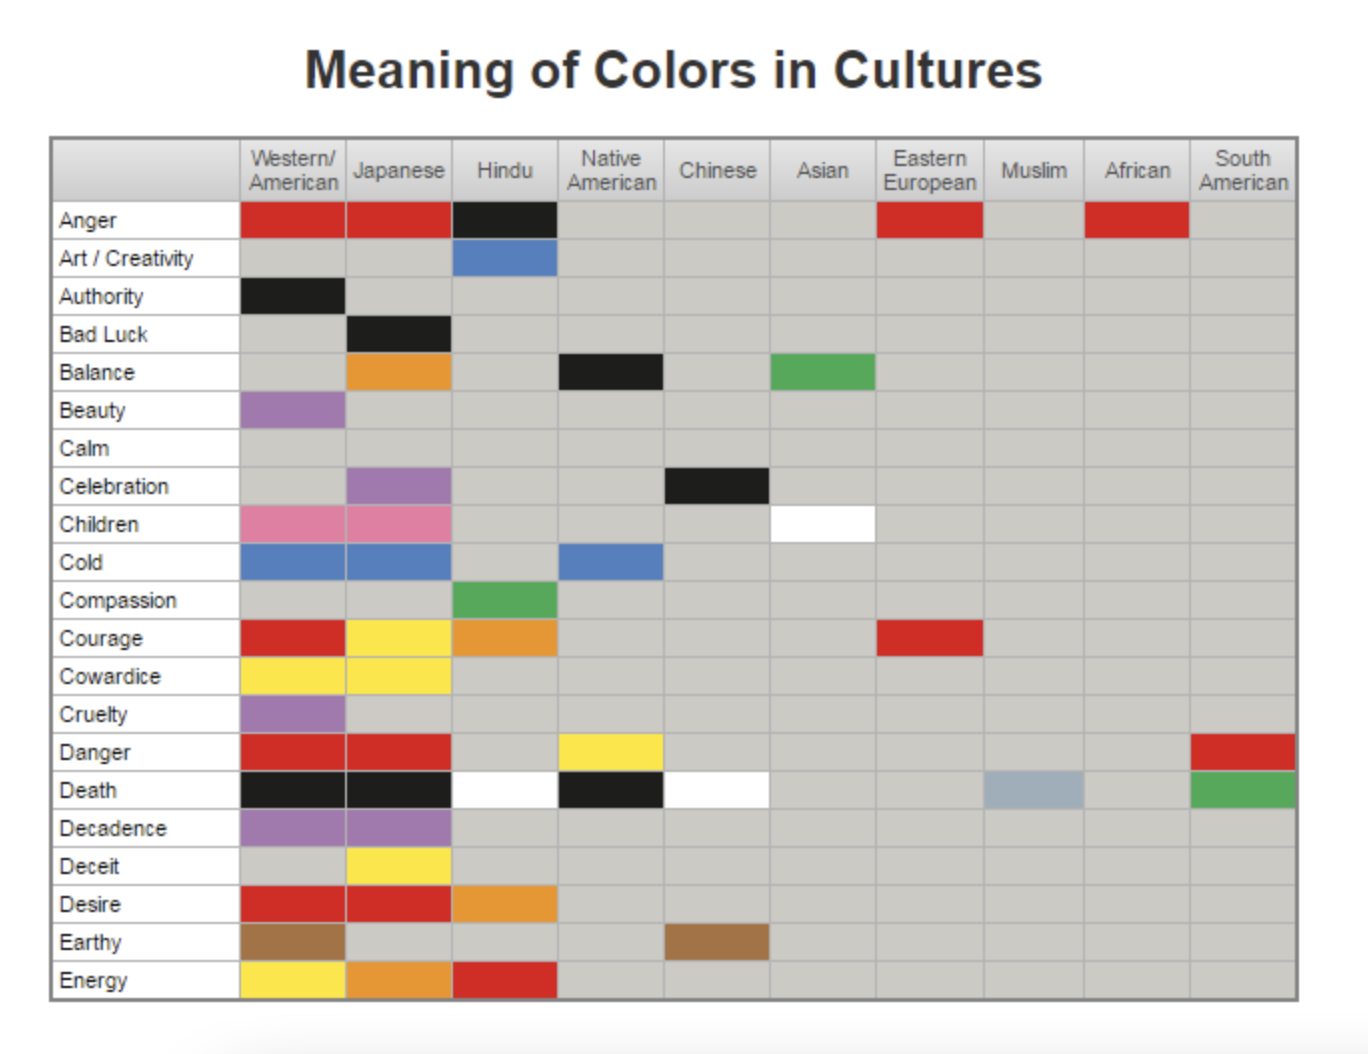 Meaning of Colors in Cultures
Western/ American
Japanese
Hindu
Native American
Chinese
Asian
Eastern European
Muslim
African
South American
Anger
Art / Creativity
Authority
Bad Luck
Balance
Beauty
Calm
Celebration
Children
Cold
Compassion
Courage
Cowardice
Cruelty
Danger
Death
Decadence
Deceit
Desire
Earthy
Energy